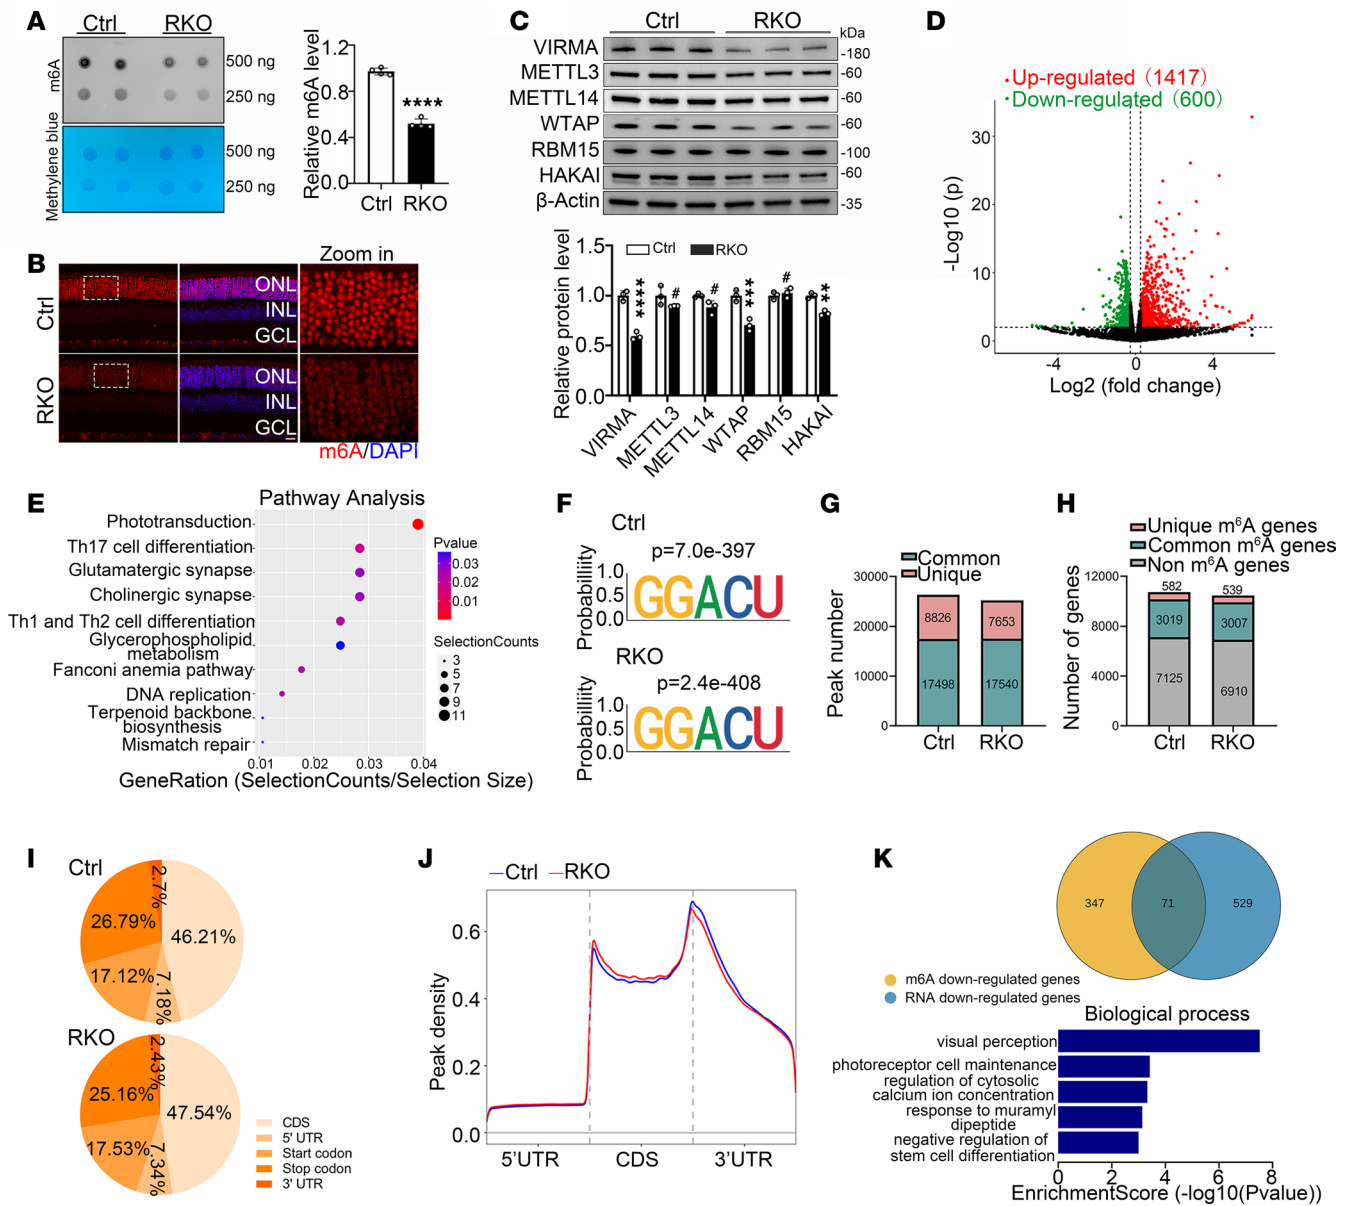 A
Ctrl RKO
m6A
500 ng
250 ng
Methylene blue
500 ng
250 ng
Relative m6A level
1.2
0.8
0.4
0.0
****
Ctrl RKO
B
Zoom in
Ctrl
ONL
INL
GCL
RKO
ONL
INL
GCL
m6A/DAPI
C
Ctrl RKO
kDa
VIRMA -180
METTL3 -60
METTL14 -60
WTAP -60
RBM15 -100
HAKAI -60
β-Actin -35
Relative protein level
1.5
1.0
0.5
0.0
Ctrl RKO
**** # # *** # **
VIRMA METTL3 METTL14 WTAP RBM15 HAKAI
D
Up-regulated（1417）
Down-regulated（600）
-Log10 (p)
30
20
10
0
-4 0 4
Log2 (fold change)
E
Pathway Analysis
Phototransduction
Th17 cell differentiation
Glutamatergic synapse
Cholinergic synapse
Th1 and Th2 cell differentiation
Glycerophospholipid
metabolism
Fanconi anemia pathway
DNA replication
Terpenoid backbone
biosynthesis
Mismatch repair
0.01 0.02 0.03 0.04
GeneRation (SelectionCounts/Selection Size)
Pvalue
0.03
0.02
0.01
SelectionCounts
3
5
7
9
11
F
Ctrl
p=7.0e-397
Probabilliity
1.0
0.5
0.0
GGACU
RKO
p=2.4e-408
Probability
1.0
0.5
0.0
GGACU
G
Common
Unique
Peak number
30000
20000
10000
0
8826 7653
17498 17540
Ctrl RKO
H
Unique m⁶A genes
Common m⁶A genes
Non m⁶A genes
Number of genes
12000
8000
4000
0
582 539
3019 3007
7125 6910
Ctrl RKO
I
Ctrl
2.7%
26.79%
46.21%
17.12%
7.18%
RKO
2.43%
25.16%
47.54%
17.53%
7.34%
CDS
5' UTR
Start codon
Stop codon
3' UTR
J
Ctrl RKO
Peak density
0.6
0.4
0.2
0.0
5’UTR CDS 3’UTR
K
347 71 529
m6A down-regulated genes
RNA down-regulated genes
Biological process
visual perception
photoreceptor cell maintenance
regulation of cytosolic
calcium ion concentration
response to muramyl
dipeptide
negative regulation of
stem cell differentiation
0 2 4 6 8
EnrichmentScore (-log10(Pvalue))